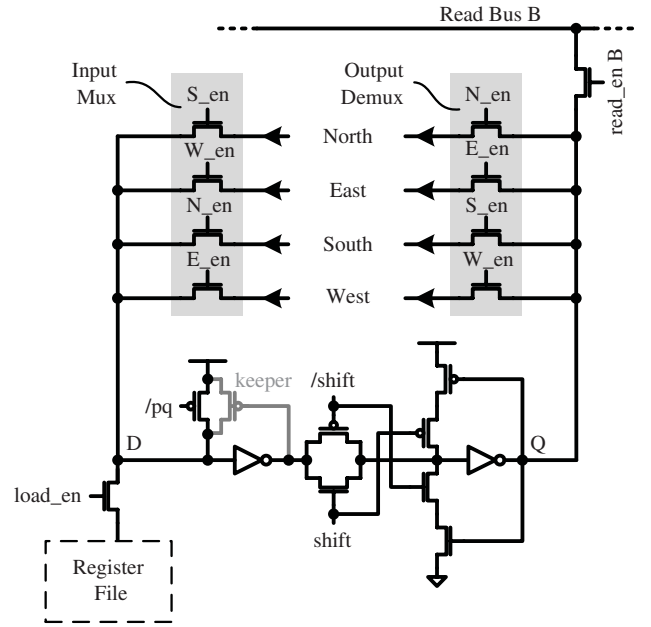 Read Bus B
Input
Mux
Output
Demux
read_en B
S_en
N_en
North
W_en
E_en
East
N_en
S_en
South
E_en
W_en
West
keeper
/shift
/pq
D
Q
load_en
shift
Register
File